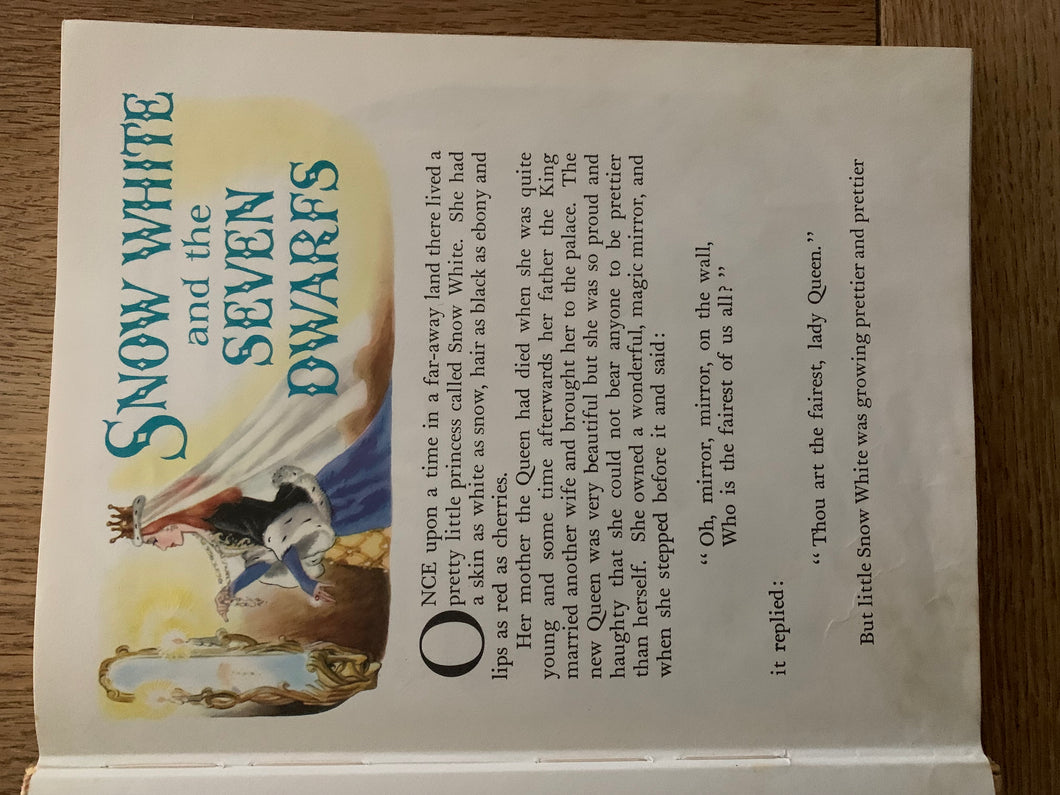 SNOW WHITE
and the
SEVEN
DWARFS
ONCE upon a time in a far-away land there lived a
pretty little princess called Snow White. She had
a skin as white as snow, hair as black as ebony and
lips as red as cherries.
Her mother the Queen had died when she was quite
young and some time afterwards her father the King
married another wife and brought her to the palace. The
new Queen was very beautiful but she was so proud and
haughty that she could not bear anyone to be prettier
than herself. She owned a wonderful, magic mirror, and
when she stepped before it and said:
“ Oh, mirror, mirror, on the wall,
Who is the fairest of us all? ”
it replied:
“ Thou art the fairest, lady Queen.”
But little Snow White was growing prettier and prettier